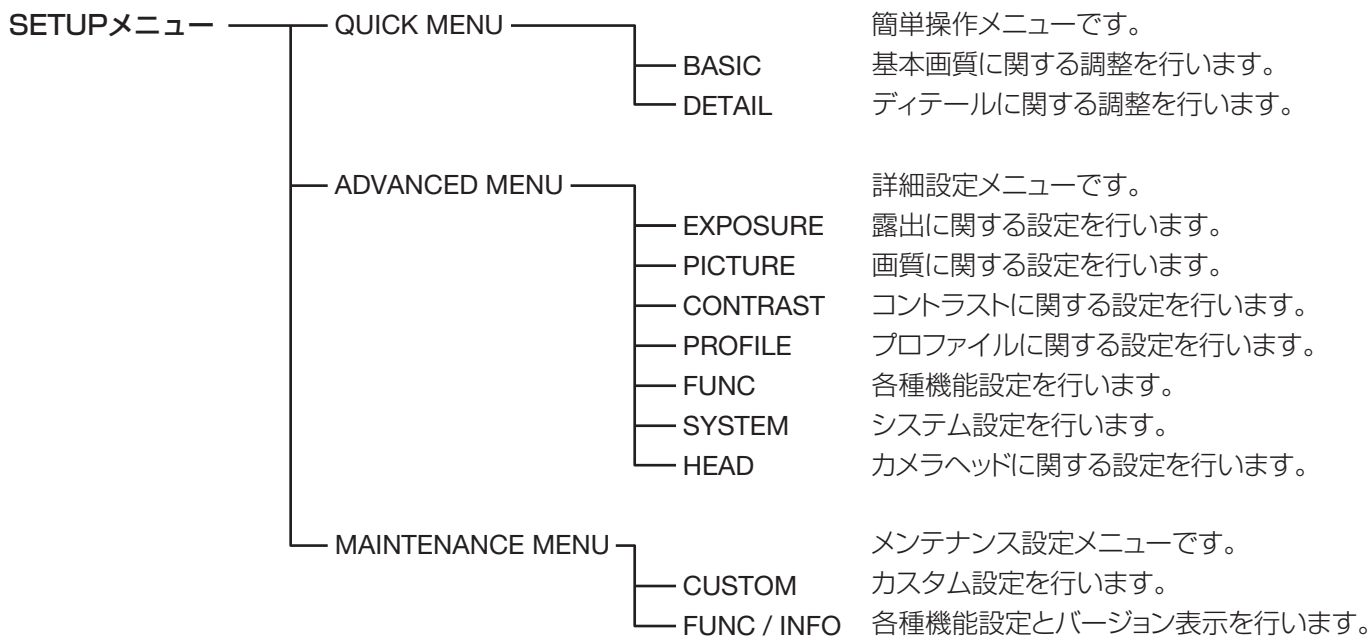 SETUPメニュー QUICK MENU 簡単操作メニューです。
BASIC 基本画質に関する調整を行います。
DETAIL ディテールに関する調整を行います。
ADVANCED MENU 詳細設定メニューです。
EXPOSURE 露出に関する設定を行います。
PICTURE 画質に関する設定を行います。
CONTRAST コントラストに関する設定を行います。
PROFILE プロファイルに関する設定を行います。
FUNC 各種機能設定を行います。
SYSTEM システム設定を行います。
HEAD カメラヘッドに関する設定を行います。
MAINTENANCE MENU メンテナンス設定メニューです。
CUSTOM カスタム設定を行います。
FUNC / INFO 各種機能設定とバージョン表示を行います。